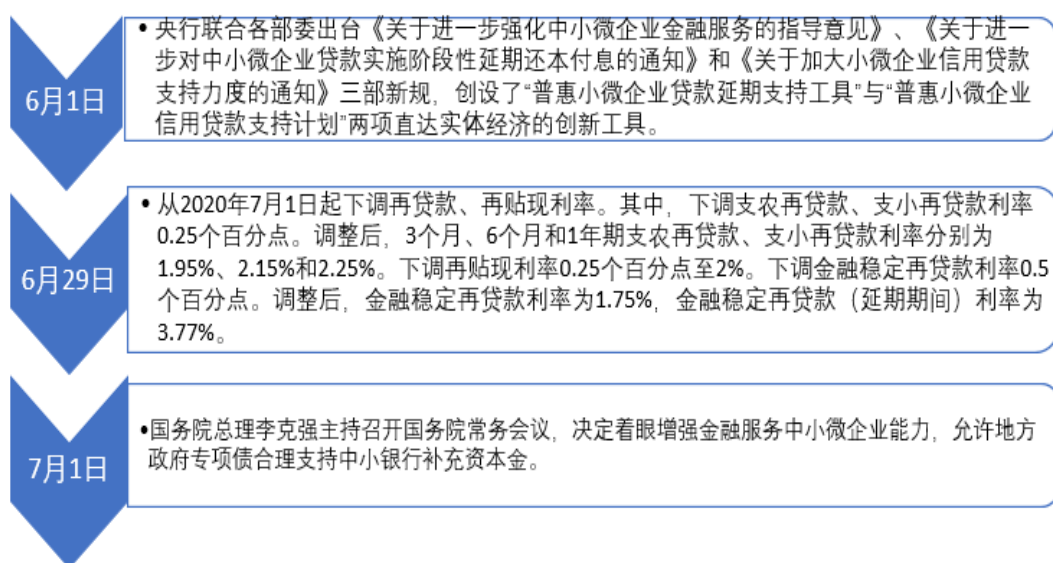 6月1日
• 央行联合各部委出台《关于进一步强化中小微企业金融服务的指导意见》、《关于进一
步对中小微企业贷款实施阶段性延期还本付息的通知》和《关于加大小微企业信用贷款
支持力度的通知》三部新规，创设了“普惠小微企业贷款延期支持工具”与“普惠小微企业
信用贷款支持计划”两项直达实体经济的创新工具。
6月29日
• 从2020年7月1日起下调再贷款、再贴现利率。其中，下调支农再贷款、支小再贷款利率
0.25个百分点。调整后，3个月、6个月和1年期支农再贷款、支小再贷款利率分别为
1.95%、2.15%和2.25%。下调再贴现利率0.25个百分点至2%。下调金融稳定再贷款利率0.5
个百分点。调整后，金融稳定再贷款利率为1.75%，金融稳定再贷款（延期期间）利率为
3.77%。
7月1日
•国务院总理李克强主持召开国务院常务会议，决定着眼增强金融服务中小微企业能力，允许地方
政府专项债合理支持中小银行补充资本金。